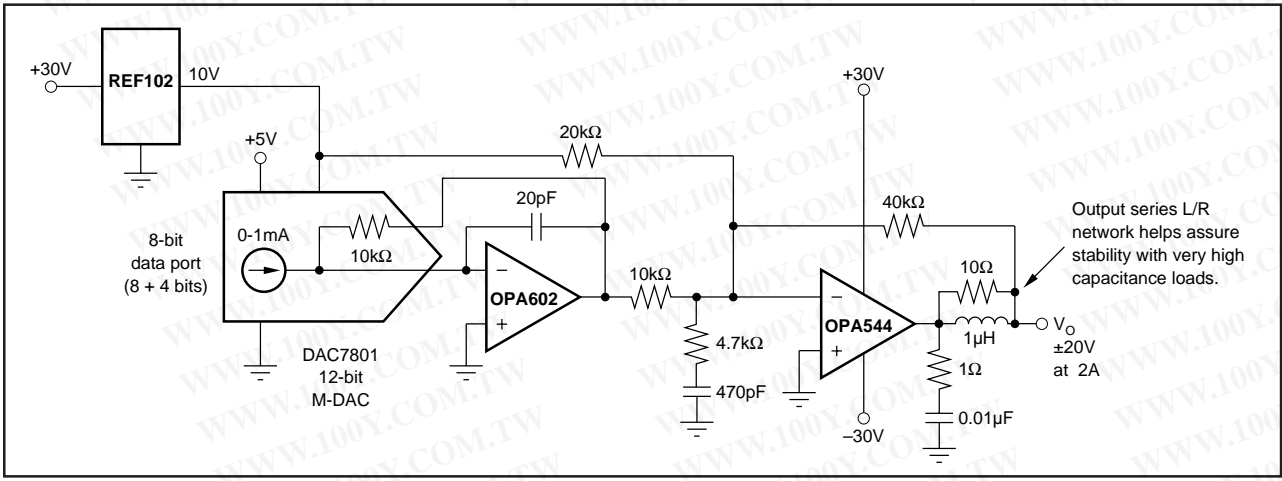 REF102
+30V
10V
+5V
8-bit
data port
(8 + 4 bits)
0-1mA
10kΩ
DAC7801
12-bit
M-DAC
20pF
–
+
OPA602
20kΩ
10kΩ
4.7kΩ
470pF
+30V
–
+
OPA544
–30V
40kΩ
10Ω
1µH
1Ω
0.01µF
Output series L/R
network helps assure
stability with very high
capacitance loads.
VO
±20V
at 2A
WWW.100Y.COM.TW